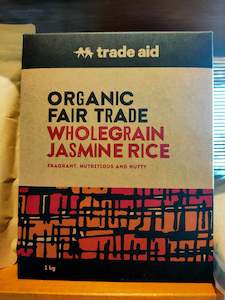 trade aid
ORGANIC
FAIR TRADE
WHOLEGRAIN
JASMINE RICE
FRAGRANT, NUTRITIOUS AND NUTTY
1 kg